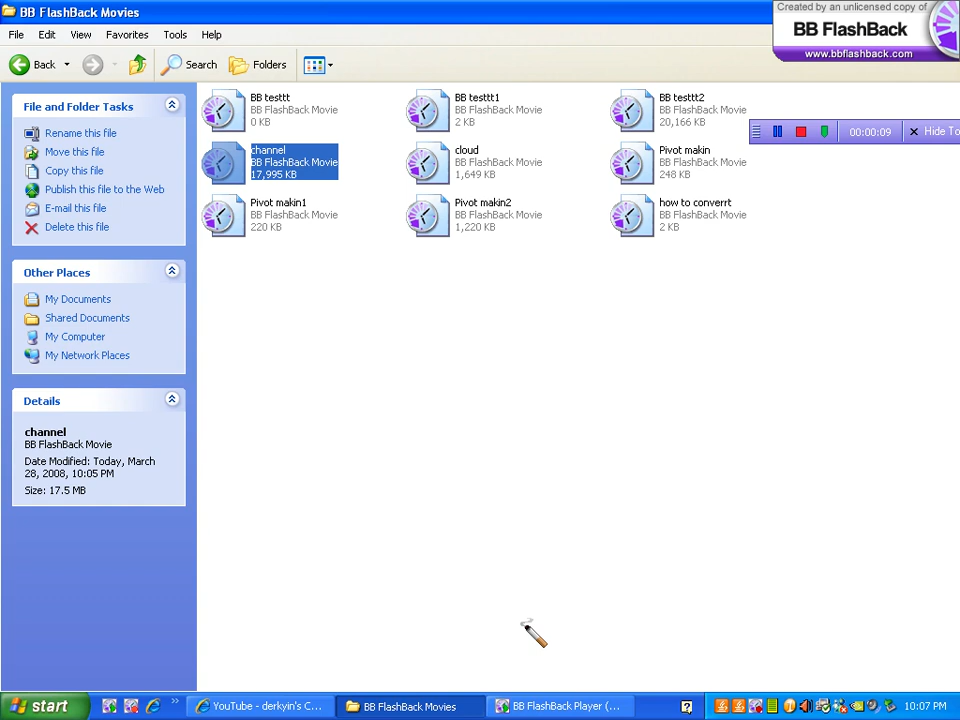 BB FlashBack Movies
Created by an unlicensed copy of
BB FlashBack
www.bbflashback.com
File Edit View Favorites Tools Help
Back Search Folders
00:00:09 Hide To
File and Folder Tasks
Rename this file
Move this file
Copy this file
Publish this file to the Web
E-mail this file
Delete this file
Other Places
My Documents
Shared Documents
My Computer
My Network Places
Details
channel
BB FlashBack Movie
Date Modified: Today, March
28, 2008, 10:05 PM
Size: 17.5 MB
BB testtt
BB FlashBack Movie
0 KB
BB testtt1
BB FlashBack Movie
2 KB
BB testtt2
BB FlashBack Movie
20,166 KB
channel
BB FlashBack Movie
17,995 KB
cloud
BB FlashBack Movie
1,649 KB
Pivot makin
BB FlashBack Movie
248 KB
Pivot makin1
BB FlashBack Movie
220 KB
Pivot makin2
BB FlashBack Movie
1,220 KB
how to converrt
BB FlashBack Movie
2 KB
start
YouTube - derkyin's C...
BB FlashBack Movies
BB FlashBack Player (...
10:07 PM